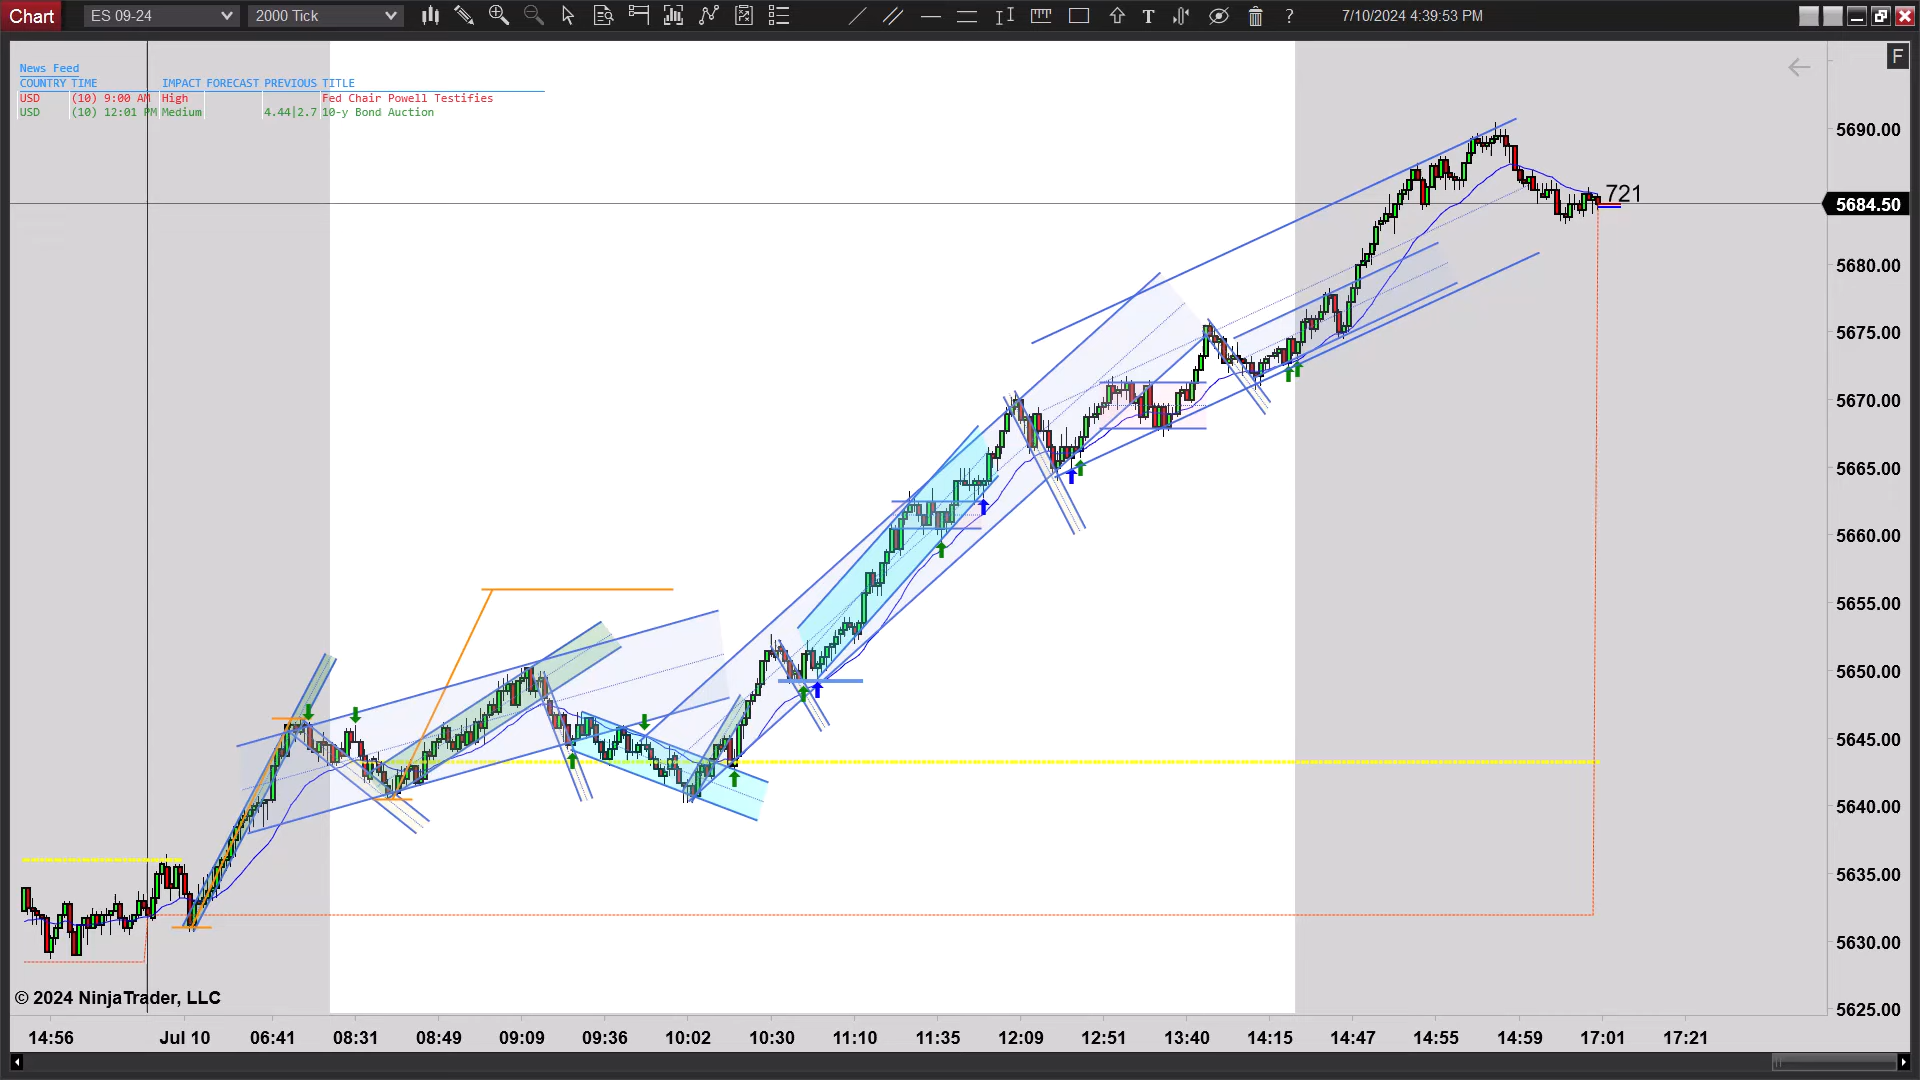 Chart ES 09-24 2000 Tick T ? 7/10/2024 4:39:53 PM
F
News Feed
COUNTRY TIME IMPACT FORECAST PREVIOUS TITLE
USD (10) 9:00 AM High Fed Chair Powell Testifies
USD (10) 12:01 PM Medium 4.44|2.7 10-y Bond Auction
5690.00
721
5684.50
5680.00
5675.00
5670.00
5665.00
5660.00
5655.00
5650.00
5645.00
5640.00
5635.00
5630.00
5625.00
© 2024 NinjaTrader, LLC
14:56 Jul 10 06:41 08:31 08:49 09:09 09:36 10:02 10:30 11:10 11:35 12:09 12:51 13:40 14:15 14:47 14:55 14:59 17:01 17:21